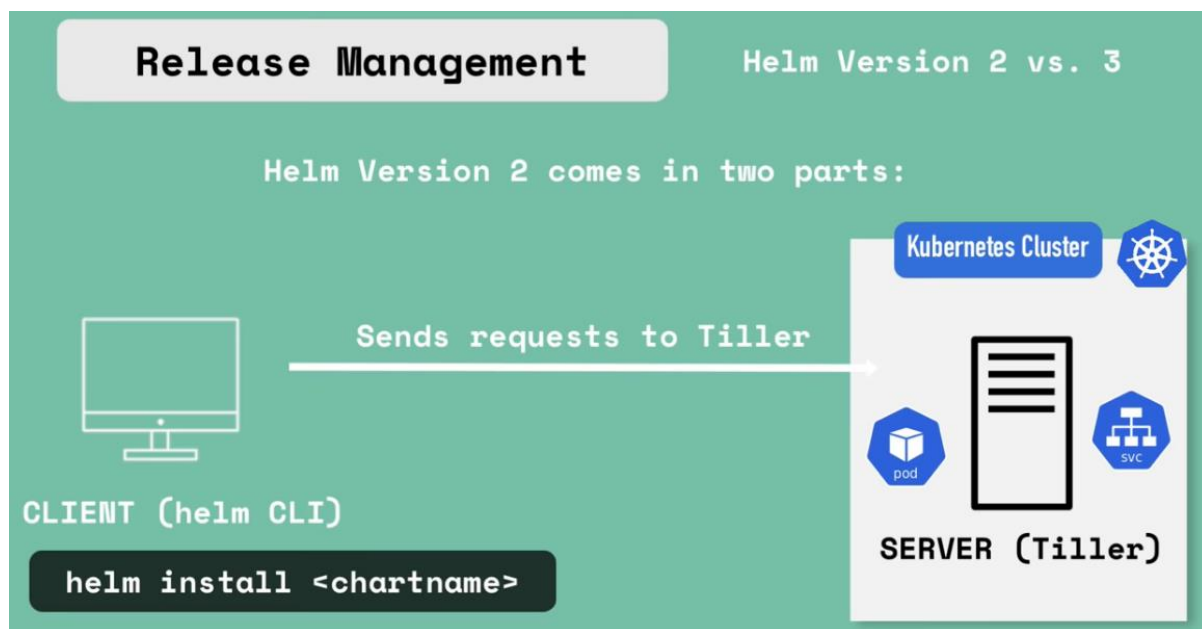 Release Management
Helm Version 2 vs. 3
Helm Version 2 comes in two parts:
Kubernetes Cluster
Sends requests to Tiller
pod
svc
CLIENT (helm CLI)
SERVER (Tiller)
helm install <chartname>